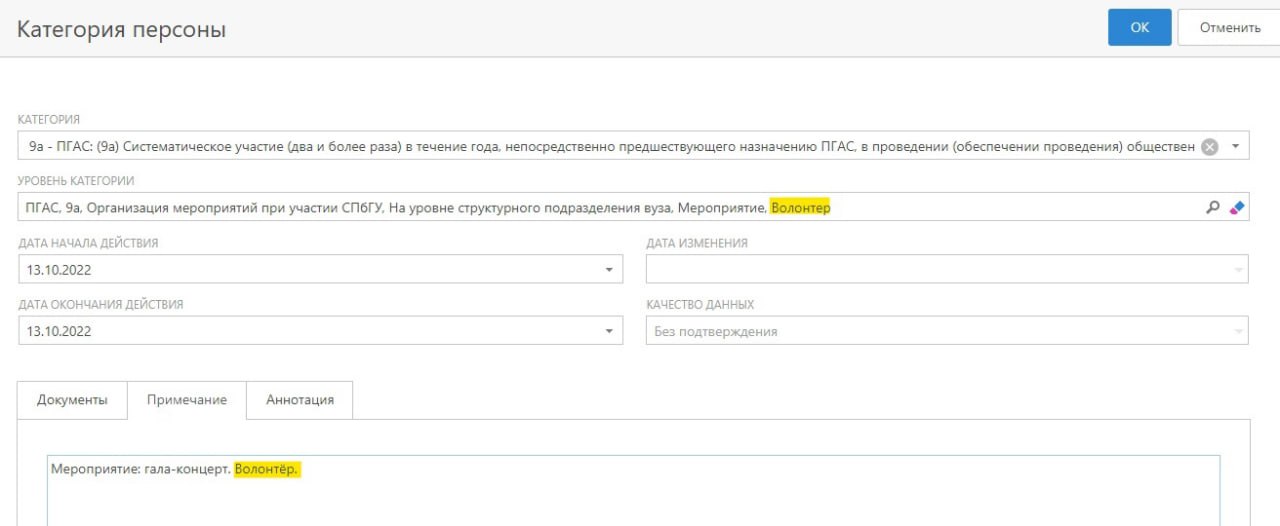 Категория персоны
ОК
Отменить
КАТЕГОРИЯ
9а - ПГАС: (9а) Систематическое участие (два и более раза) в течение года, непосредственно предшествующего назначению ПГАС, в проведении (обеспечении проведения) обществен
УРОВЕНЬ КАТЕГОРИИ
ПГАС, 9а, Организация мероприятий при участии СПбГУ, На уровне структурного подразделения вуза, Мероприятие, Волонтер
ДАТА НАЧАЛА ДЕЙСТВИЯ
ДАТА ИЗМЕНЕНИЯ
13.10.2022
ДАТА ОКОНЧАНИЯ ДЕЙСТВИЯ
КАЧЕСТВО ДАННЫХ
13.10.2022
Без подтверждения
Документы
Примечание
Аннотация
Мероприятие: гала-концерт. Волонтёр.